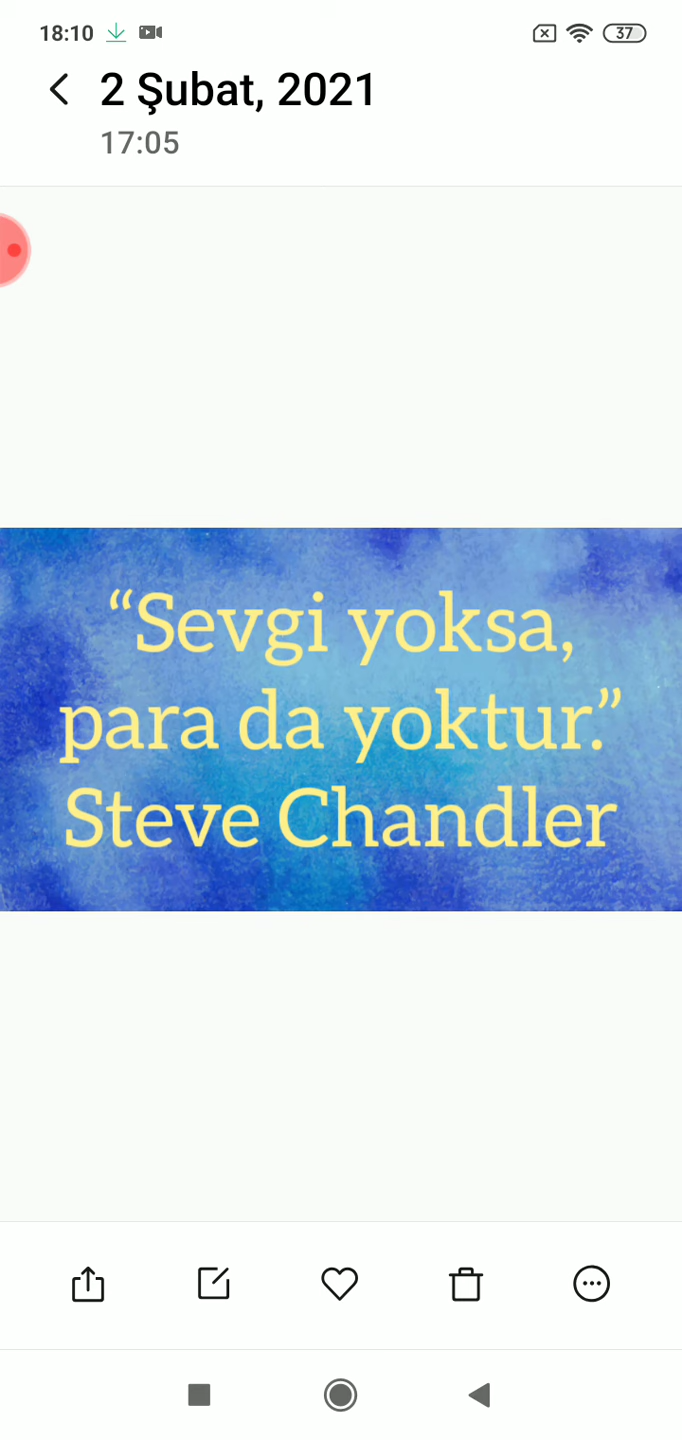 18:10
37
2 Şubat, 2021
17:05
“Sevgi yoksa,
para da yoktur.”
Steve Chandler